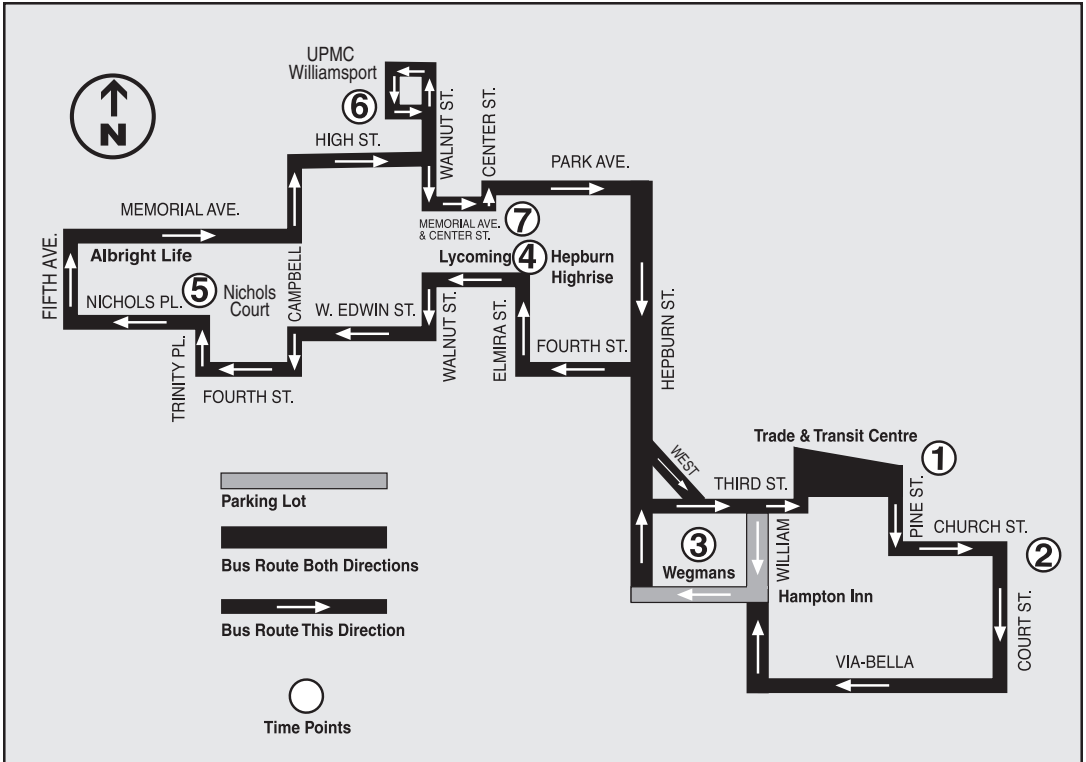 UPMC
Williamsport
6
N
HIGH ST.
WALNUT ST.
CENTER ST.
PARK AVE.
MEMORIAL AVE.
MEMORIAL AVE.
& CENTER ST.
7
Albright Life
Lycoming
4
Hepburn
Highrise
FIFTH AVE.
NICHOLS PL.
5
Nichols
Court
CAMPBELL
W. EDWIN ST.
WALNUT ST.
ELMIRA ST.
FOURTH ST.
HEPBURN ST.
TRINITY PL.
FOURTH ST.
WEST
Trade & Transit Centre
1
THIRD ST.
PINE ST.
CHURCH ST.
2
Parking Lot
3
Wegmans
WILLIAM
Hampton Inn
COURT ST.
Bus Route Both Directions
Bus Route This Direction
VIA-BELLA
Time Points